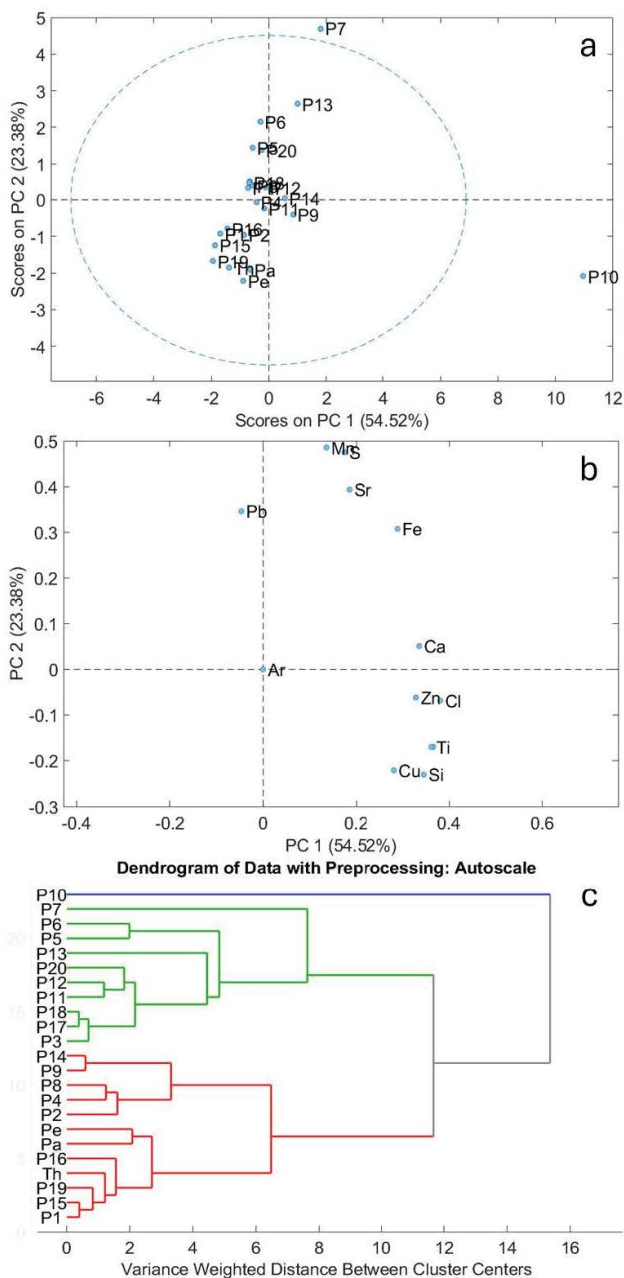 a
5
4
3
2
1
0
-1
-2
-3
-4
Scores on PC 2 (23.38%)
P7
P13
P6
P5
P20
P18
P12
P14
P4
P11
P9
P16
P1
P2
P15
P19
Th
Pa
Pe
P10
-6 -4 -2 0 2 4 6 8 10 12
Scores on PC 1 (54.52%)
b
0.5
0.4
0.3
0.2
0.1
0
-0.1
-0.2
-0.3
PC 2 (23.38%)
Mn
S
Sr
Pb
Fe
Ca
Ar
Zn
Cl
Ti
Cu
Si
-0.4 -0.2 0 0.2 0.4 0.6
PC 1 (54.52%)
Dendrogram of Data with Preprocessing: Autoscale
c
P10
P7
P6
P5
P13
P20
P12
P11
P18
P17
P3
P14
P9
P8
P4
P2
Pe
Pa
P16
Th
P19
P15
P1
20
15
10
5
0
0 2 4 6 8 10 12 14 16
Variance Weighted Distance Between Cluster Centers